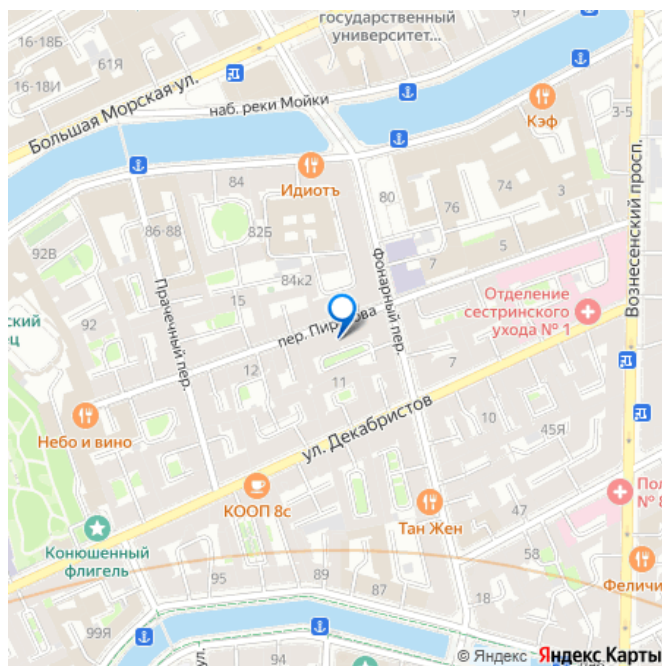 государственный
университет...
91
16-18Б
61Я
16-18И
Большая Морская ул.
наб. реки Мойки
Кэф
3-5
Идиотъ
84
80
74
3
76
82Б
86-88
92В
5
7
Вознесенский просп.
84к2
Фонарный пер.
15
Прачечный пер.
Отделение
сестринского
ухода № 1
92
12
7
11
ул. Декабристов
10
45Я
Небо и вино
КООП 8с
Тан Жен
47
Конюшенный
флигель
58
95
89
87
18
99Я
94
© Яндекс Яндекс Карты